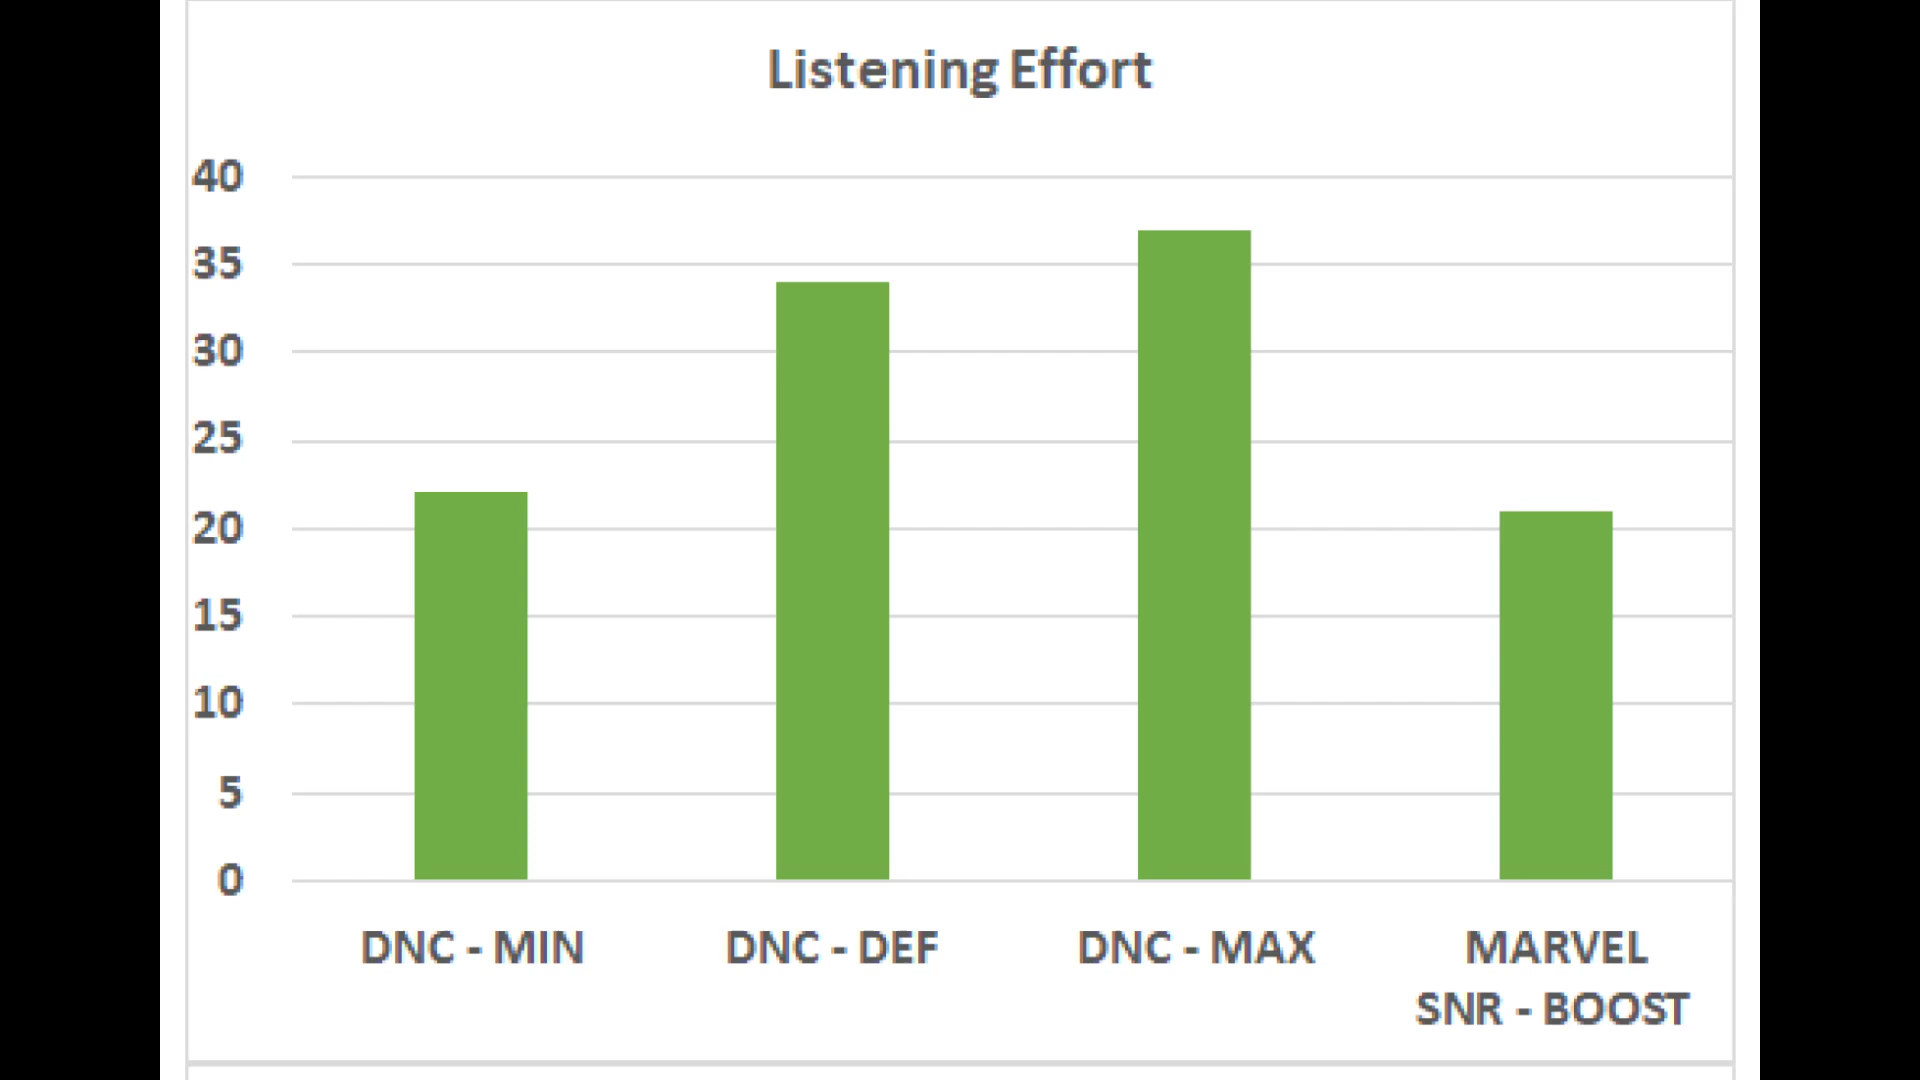 Listening Effort
40
35
30
25
20
15
10
5
0
DNC - MIN
DNC - DEF
DNC - MAX
MARVEL
SNR - BOOST